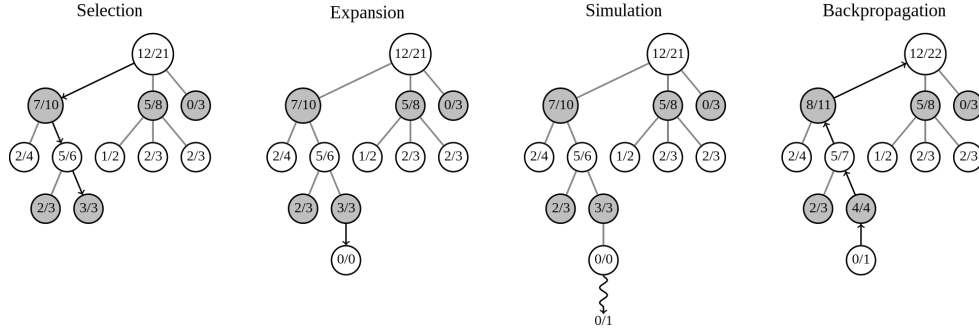 Selection
12/21
7/10 5/8 0/3
2/4 5/6 1/2 2/3 2/3
2/3 3/3
Expansion
12/21
7/10 5/8 0/3
2/4 5/6 1/2 2/3 2/3
2/3 3/3
0/0
Simulation
12/21
7/10 5/8 0/3
2/4 5/6 1/2 2/3 2/3
2/3 3/3
0/0
0/1
Backpropagation
12/22
8/11 5/8 0/3
2/4 5/7 1/2 2/3 2/3
2/3 4/4
0/1